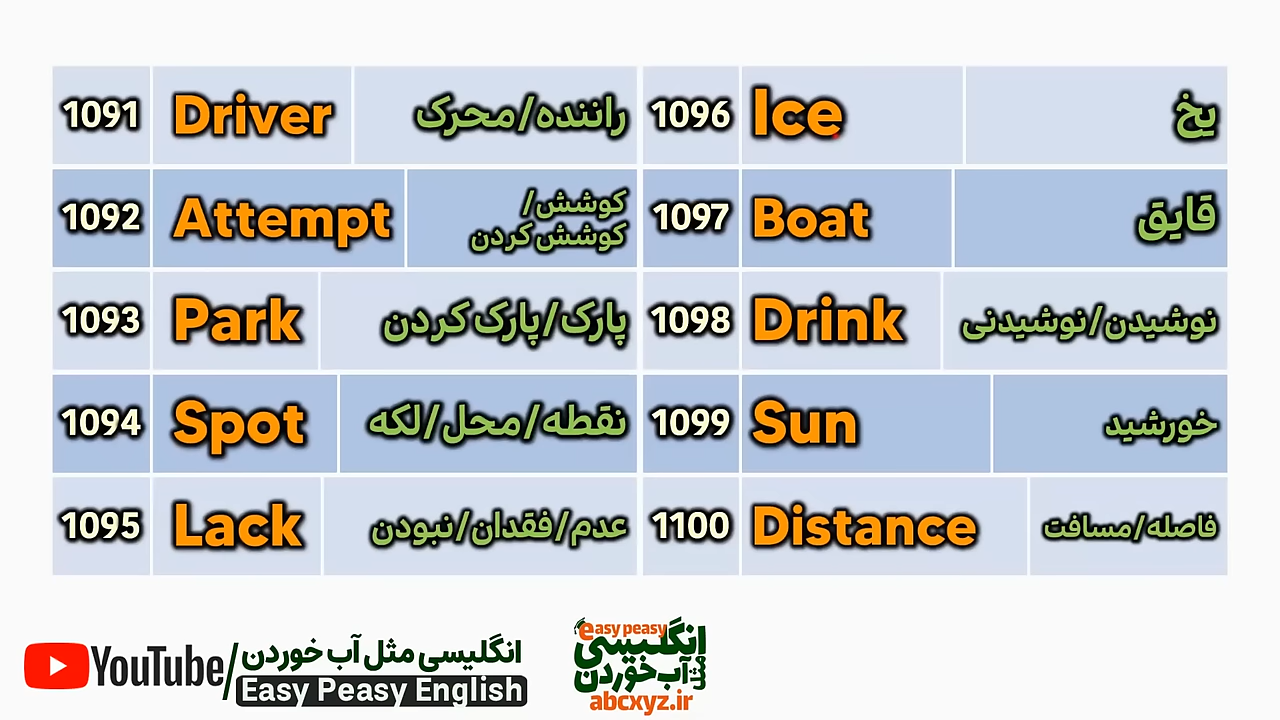 1091 Driver راننده/محرک
1092 Attempt کوشش/
کوشش کردن
1093 Park پارک/پارک کردن
1094 Spot نقطه/محل/لکه
1095 Lack عدم/فقدان/نبودن
1096 Ice یخ
1097 Boat قایق
1098 Drink نوشیدن/نوشیدنی
1099 Sun خورشید
1100 Distance فاصله/مسافت
YouTube/انگلیسی مثل آب خوردن
Easy Peasy English
easy peasy
انگلیسی
مثل آب خوردن
abcxyz.ir